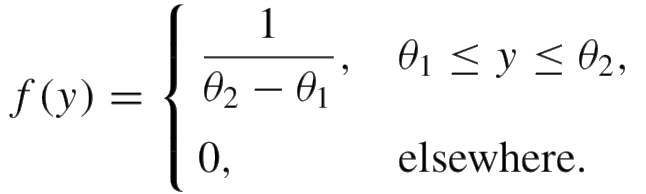 f(y) = { 1/(θ₂ − θ₁), θ₁ ≤ y ≤ θ₂,
0, elsewhere.